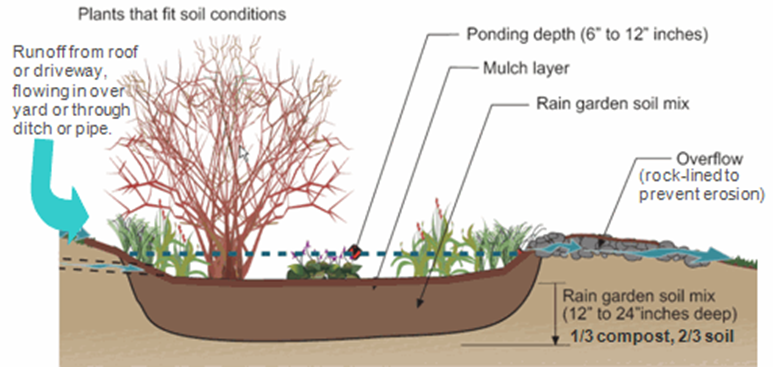 Plants that fit soil conditions
Runoff from roof
or driveway,
flowing in over
yard or through
ditch or pipe.
Ponding depth (6" to 12" inches)
Mulch layer
Rain garden soil mix
Overflow
(rock-lined to
prevent erosion)
Rain garden soil mix
(12" to 24"inches deep)
1/3 compost, 2/3 soil